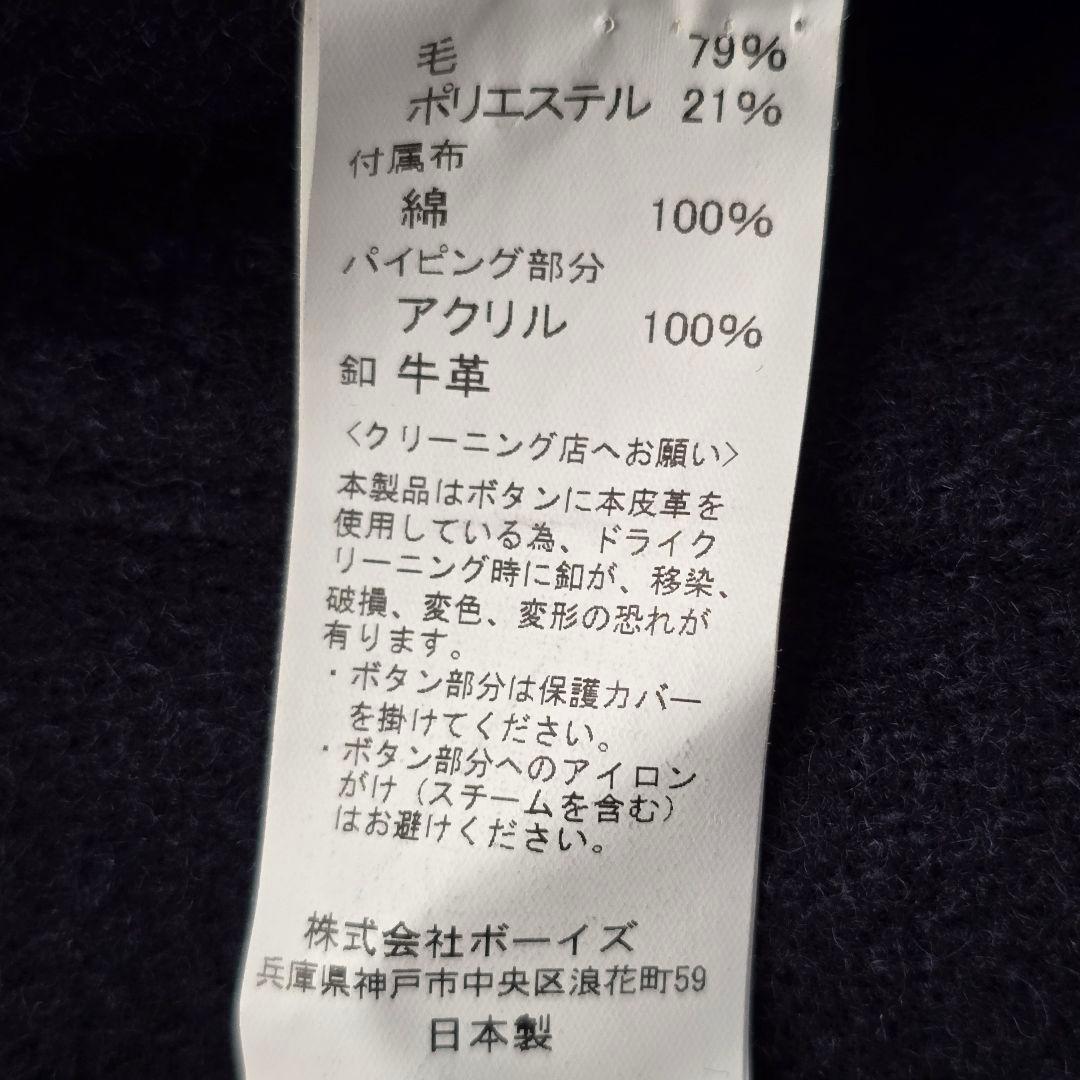 毛 79%
ポリエステル 21%
付属布
綿 100%
パイピング部分
アクリル 100%
釦 牛革
<クリーニング店へお願い>
本製品はボタンに本皮革を
使用している為、ドライク
リーニング時に釦が、移染、
破損、変色、変形の恐れが
有ります。
・ボタン部分は保護カバー
を掛けてください。
・ボタン部分へのアイロン
がけ（スチームを含む）
はお避けください。
株式会社ボーイズ
兵庫県神戸市中央区浪花町59
日本製